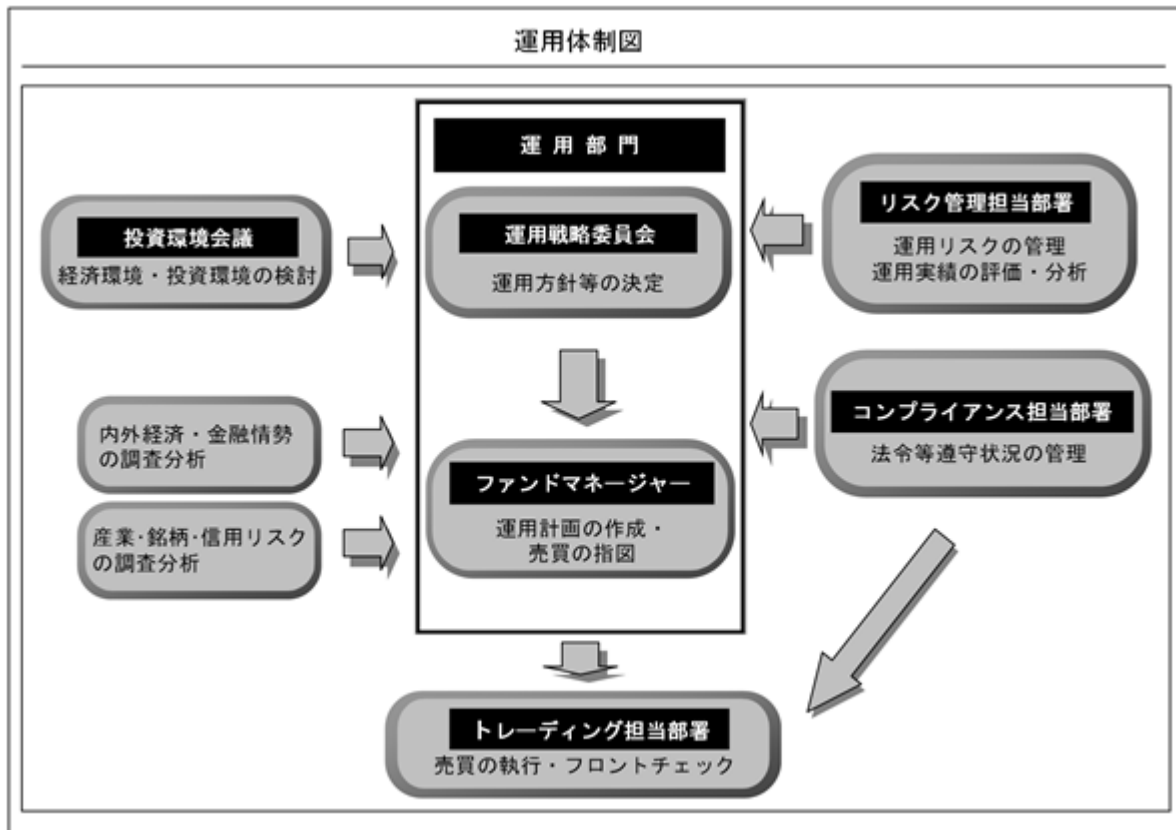 運用体制図
運用部門
投資環境会議
経済環境・投資環境の検討
運用戦略委員会
運用方針等の決定
リスク管理担当部署
運用リスクの管理
運用実績の評価・分析
内外経済・金融情勢
の調査分析
産業・銘柄・信用リスク
の調査分析
ファンドマネージャー
運用計画の作成・
売買の指図
コンプライアンス担当部署
法令等遵守状況の管理
トレーディング担当部署
売買の執行・フロントチェック